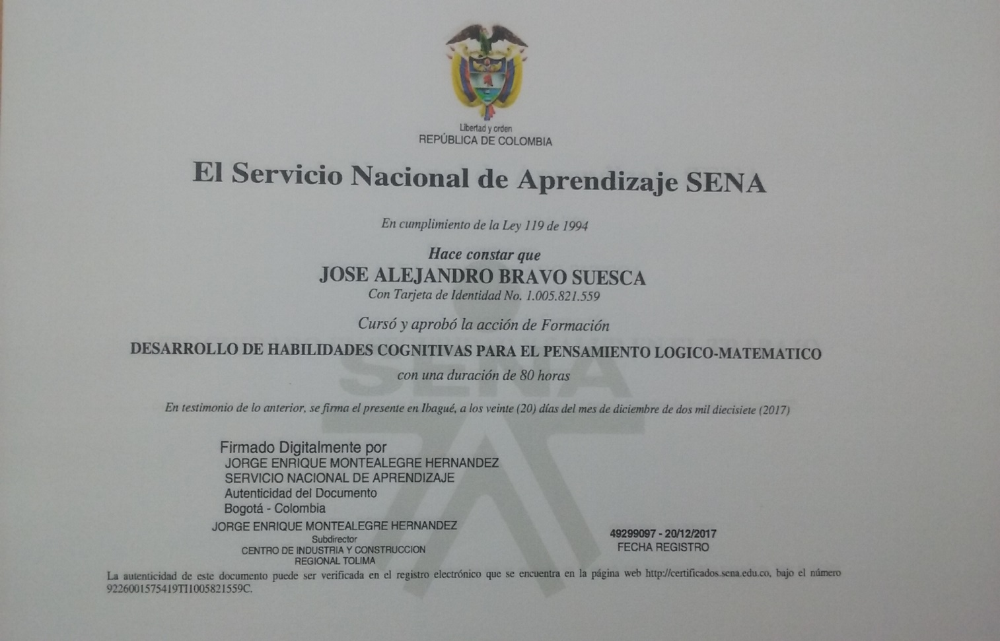 Libertad y orden
REPÚBLICA DE COLOMBIA
El Servicio Nacional de Aprendizaje SENA
En cumplimiento de la Ley 119 de 1994
Hace constar que
JOSE ALEJANDRO BRAVO SUESCA
Con Tarjeta de Identidad No. 1.005.821.559
Cursó y aprobó la acción de Formación
DESARROLLO DE HABILIDADES COGNITIVAS PARA EL PENSAMIENTO LOGICO-MATEMATICO
con una duración de 80 horas
SENA
En testimonio de lo anterior, se firma el presente en Ibagué, a los veinte (20) días del mes de diciembre de dos mil diecisiete (2017)
Firmado Digitalmente por
JORGE ENRIQUE MONTEALEGRE HERNANDEZ
SERVICIO NACIONAL DE APRENDIZAJE
Autenticidad del Documento
Bogotá - Colombia
JORGE ENRIQUE MONTEALEGRE HERNANDEZ
Subdirector
CENTRO DE INDUSTRIA Y CONSTRUCCION
REGIONAL TOLIMA
49299097 - 20/12/2017
FECHA REGISTRO
La autenticidad de este documento puede ser verificada en el registro electrónico que se encuentra en la página web http://certificados.sena.edu.co, bajo el número
9226001575419TI1005821559C.